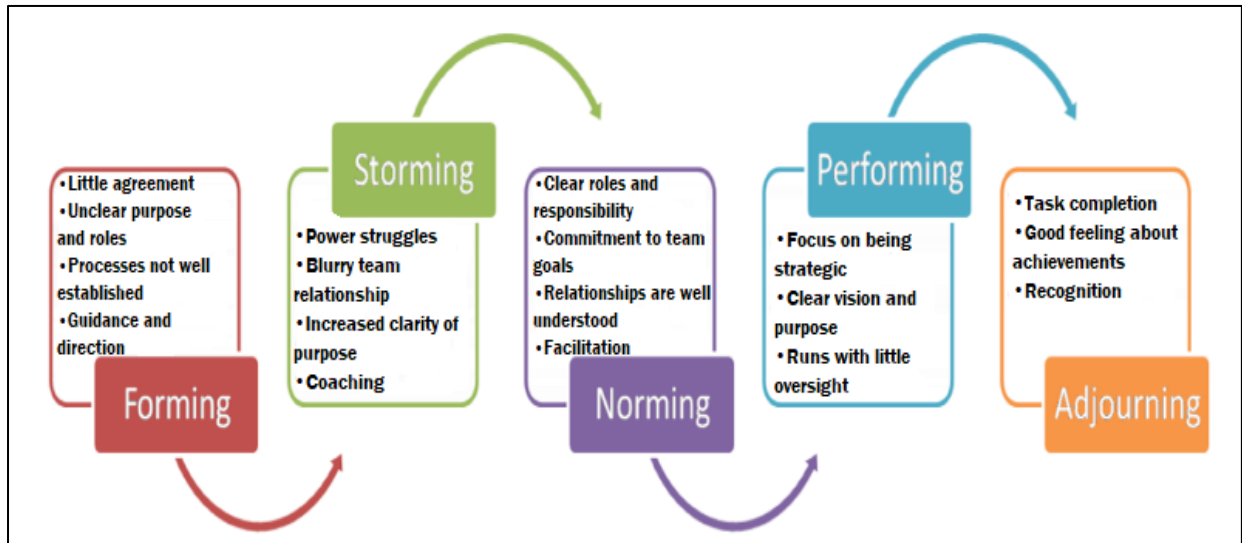 •Little agreement
•Unclear purpose
and roles
•Processes not well
established
•Guidance and
direction
Forming
Storming
•Power struggles
•Blurry team
relationship
•Increased clarity of
purpose
•Coaching
•Clear roles and
responsibility
•Commitment to team
goals
•Relationships are well
understood
•Facilitation
Norming
Performing
•Focus on being
strategic
•Clear vision and
purpose
•Runs with little
oversight
•Task completion
•Good feeling about
achievements
•Recognition
Adjourning